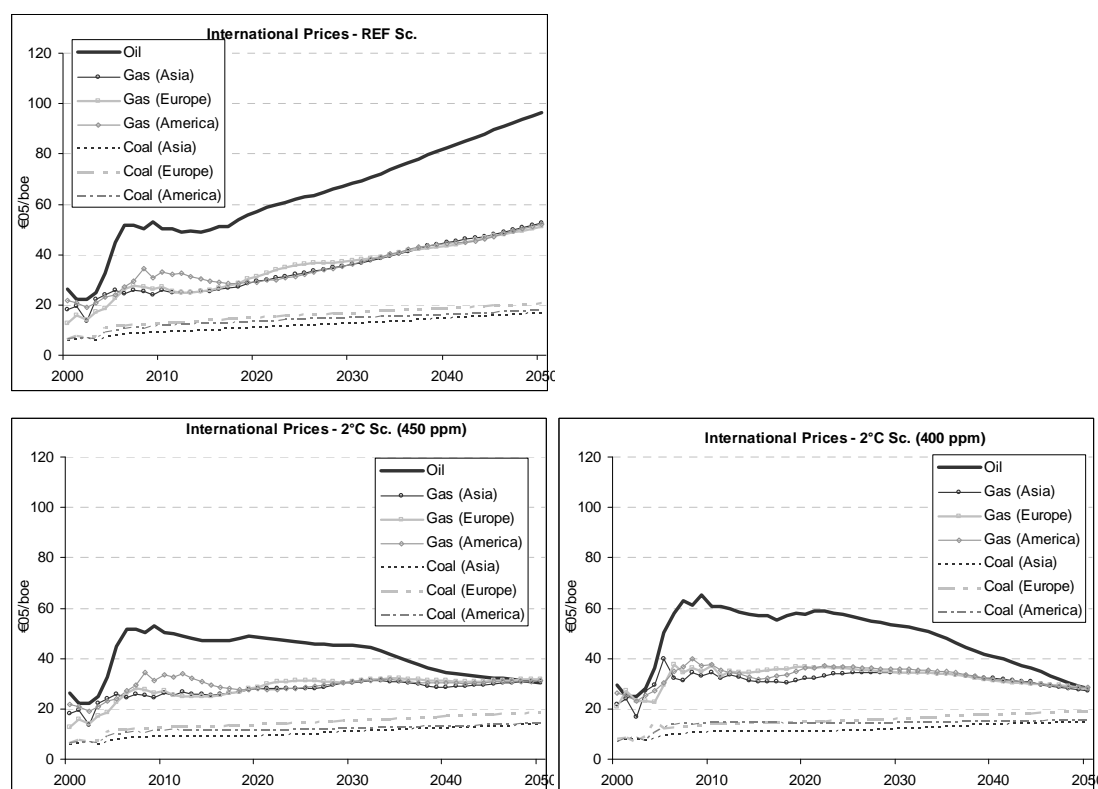 International Prices - REF Sc.
120
100
80
60
40
20
0
€05/boe
Oil
Gas (Asia)
Gas (Europe)
Gas (America)
Coal (Asia)
Coal (Europe)
Coal (America)
2000 2010 2020 2030 2040 2050
International Prices - 2°C Sc. (450 ppm)
120
100
80
60
40
20
0
€05/boe
Oil
Gas (Asia)
Gas (Europe)
Gas (America)
Coal (Asia)
Coal (Europe)
Coal (America)
2000 2010 2020 2030 2040 2050
International Prices - 2°C Sc. (400 ppm)
120
100
80
60
40
20
0
€05/boe
Oil
Gas (Asia)
Gas (Europe)
Gas (America)
Coal (Asia)
Coal (Europe)
Coal (America)
2000 2010 2020 2030 2040 2050